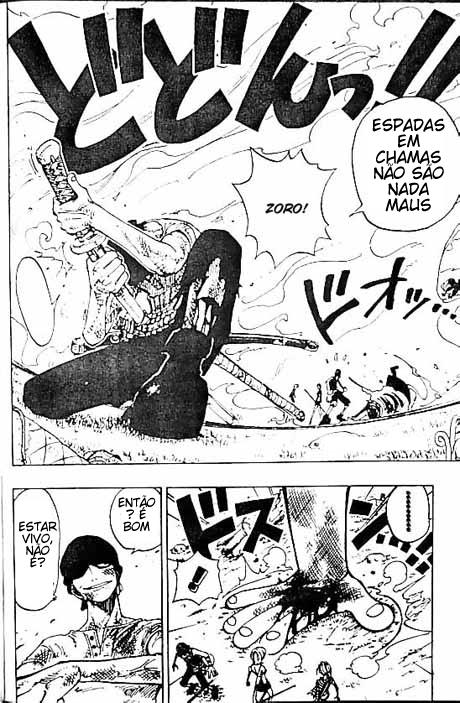 どどんっ!!
ESPADAS
EM
CHAMAS
NÃO SÃO
NADA
MAUS
ZORO!
ドオッ...
ENTÃO
? É
BOM
ESTAR
VIVO,
NÃO
É?
ドスン